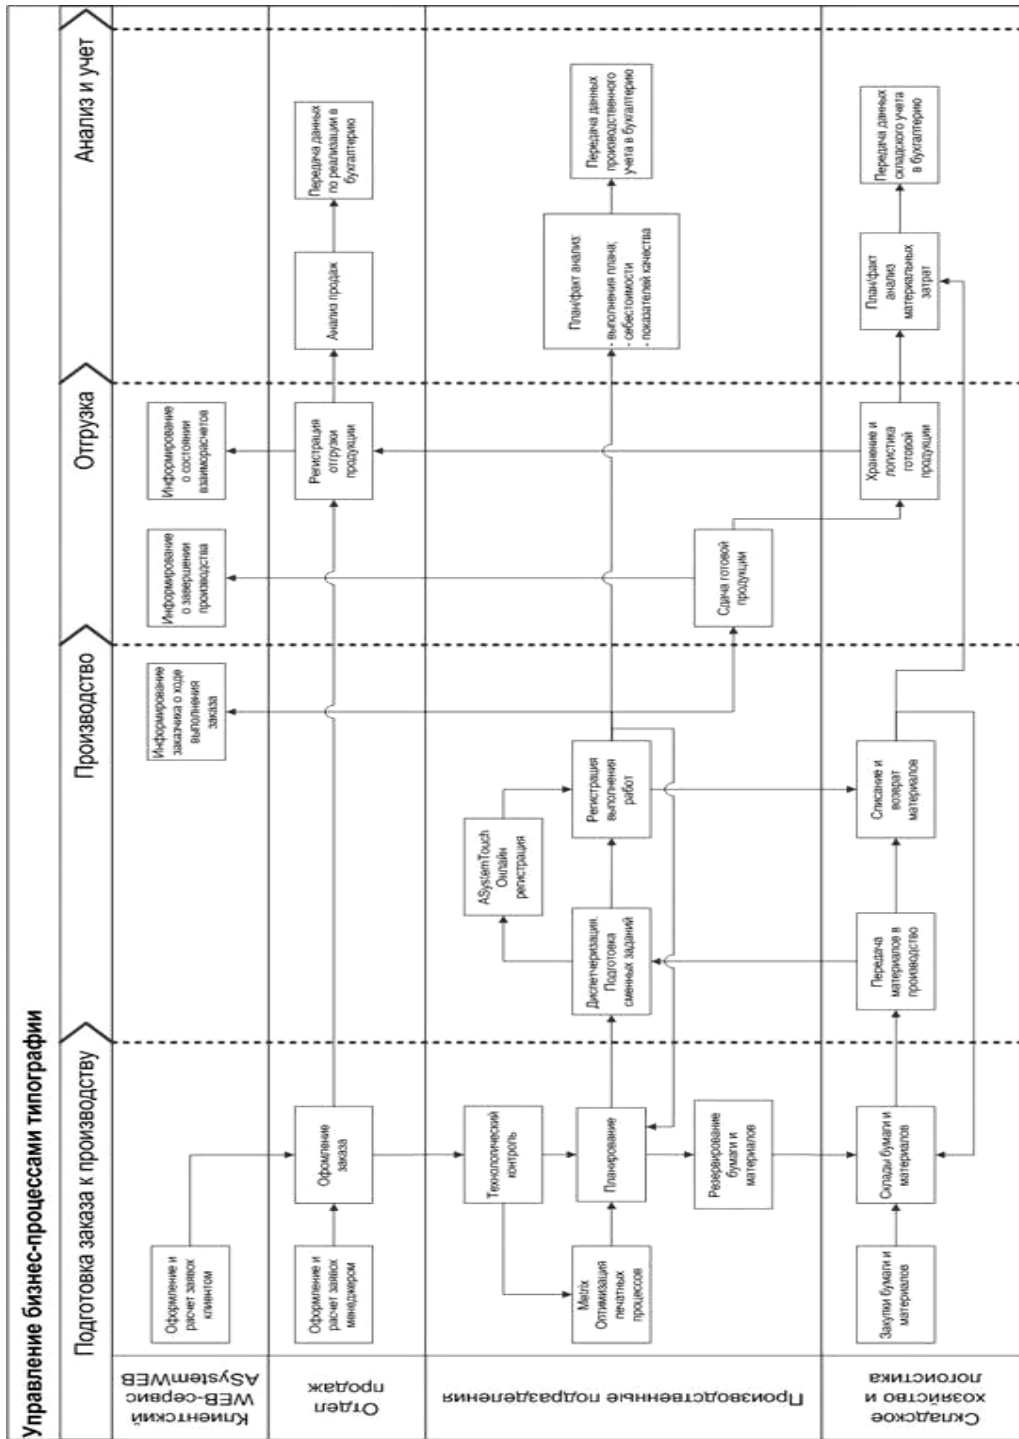 Управление бизнес-процессами типографии
Подготовка заказа к производству
Производство
Отгрузка
Анализ и учет
Клиентский
WEB-сервис
ASystemWEB
Оформление и
расчет заявок
клиентом
Информирование
заказчика о ходе
выполнения
заказа
Информирование
о завершении
производства
Информирование
о состоянии
взаиморасчетов
Отдел
продаж
Оформление и
расчет заявок
менеджером
Офомление
заказа
Регистрация
отгрузки
продукции
Анализ продаж
Передача данных
по реализации в
бухгалтерию
Производственные подразделения
Технологический
контроль
Metrix
Оптимизация
печатных
процессов
Планирование
Резервирование
бумаги и
материалов
ASystemTouch
Онлайн
регистрация
Диспетчеризация.
Подготовка
сменных заданий
Регистрация
выполнения
работ
Сдача готовой
продукции
План/факт анализ:
- выполнения плана;
- себестоимости
- показателей качества
Передача данных
производственного
учета в бухгалтерию
Складское
хозяйство и
логоистика
Закупки бумаги и
материалов
Склады бумаги и
материалов
Передача
материалов в
производство
Списание и
возврат
материалов
Хранение и
логистика
готовой
продукции
План/факт
анализ
материальных
затрат
Передача данных
складского учета
в бухгалтерию